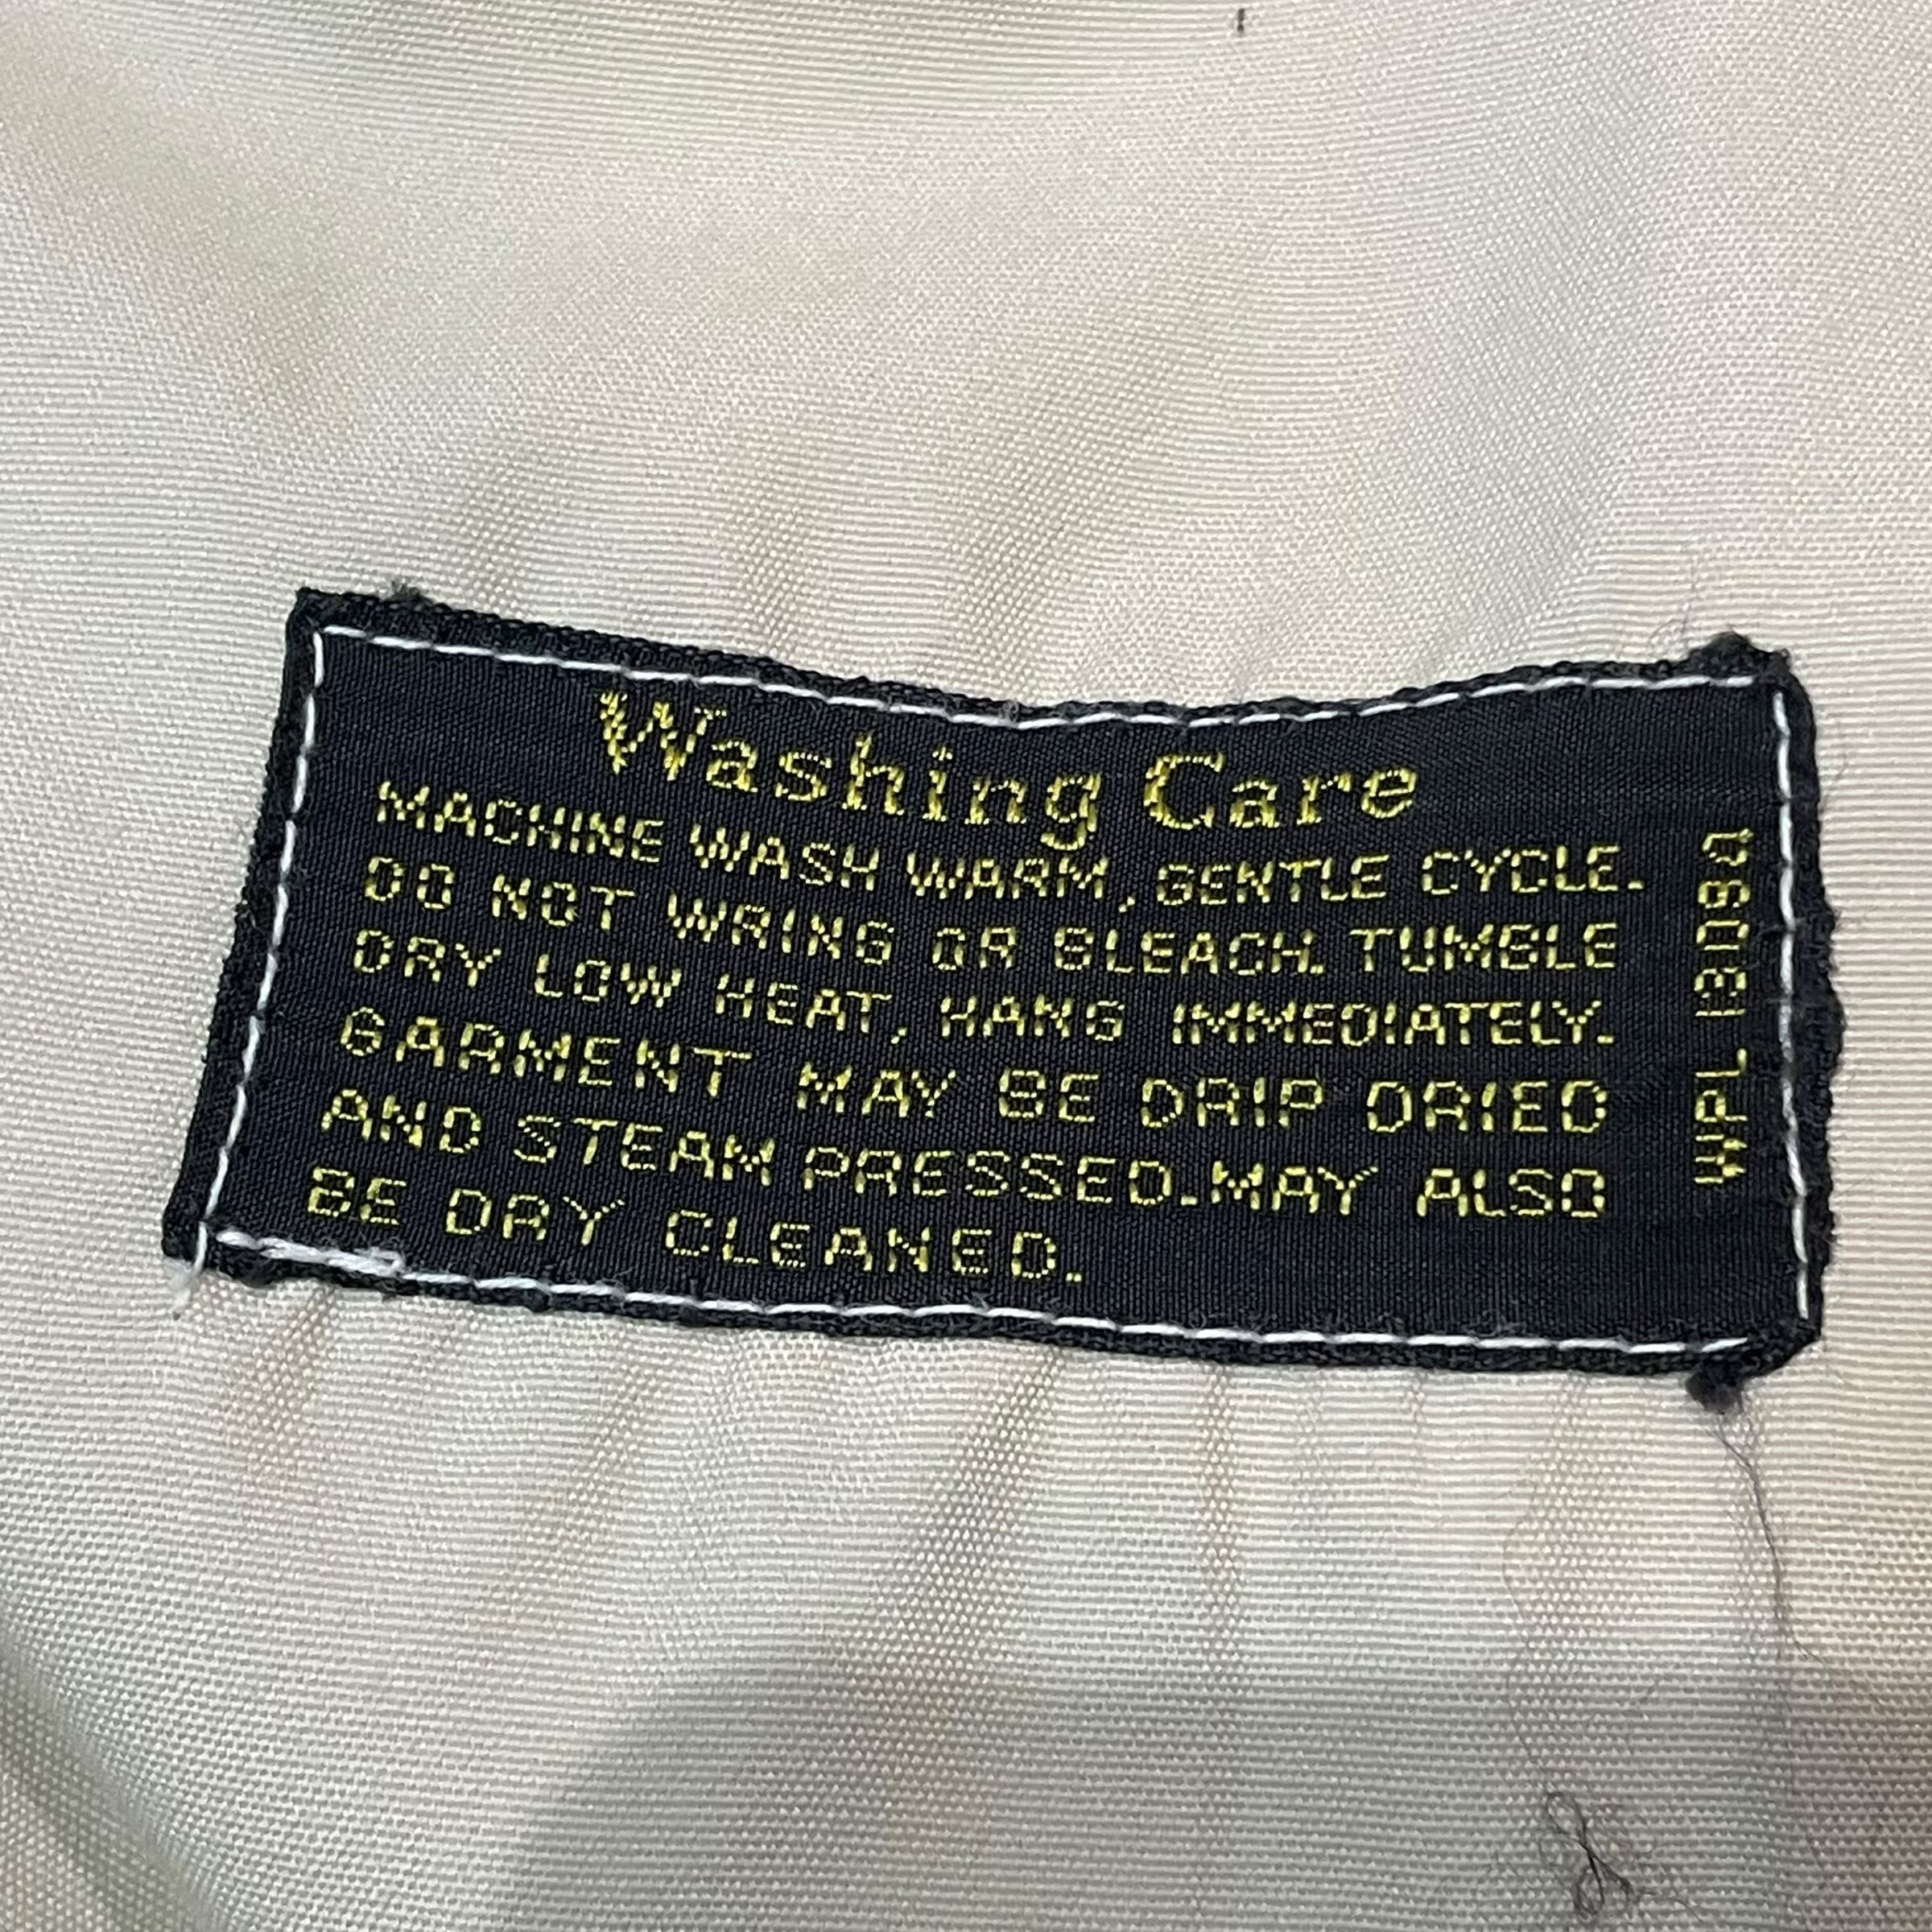 Washing Care
MACHINE WASH WARM, GENTLE CYCLE.
DO NOT WRING OR BLEACH. TUMBLE
DRY LOW HEAT, HANG IMMEDIATELY.
GARMENT MAY BE DRIP DRIED
AND STEAM PRESSED. MAY ALSO
BE DRY CLEANED.
WPL